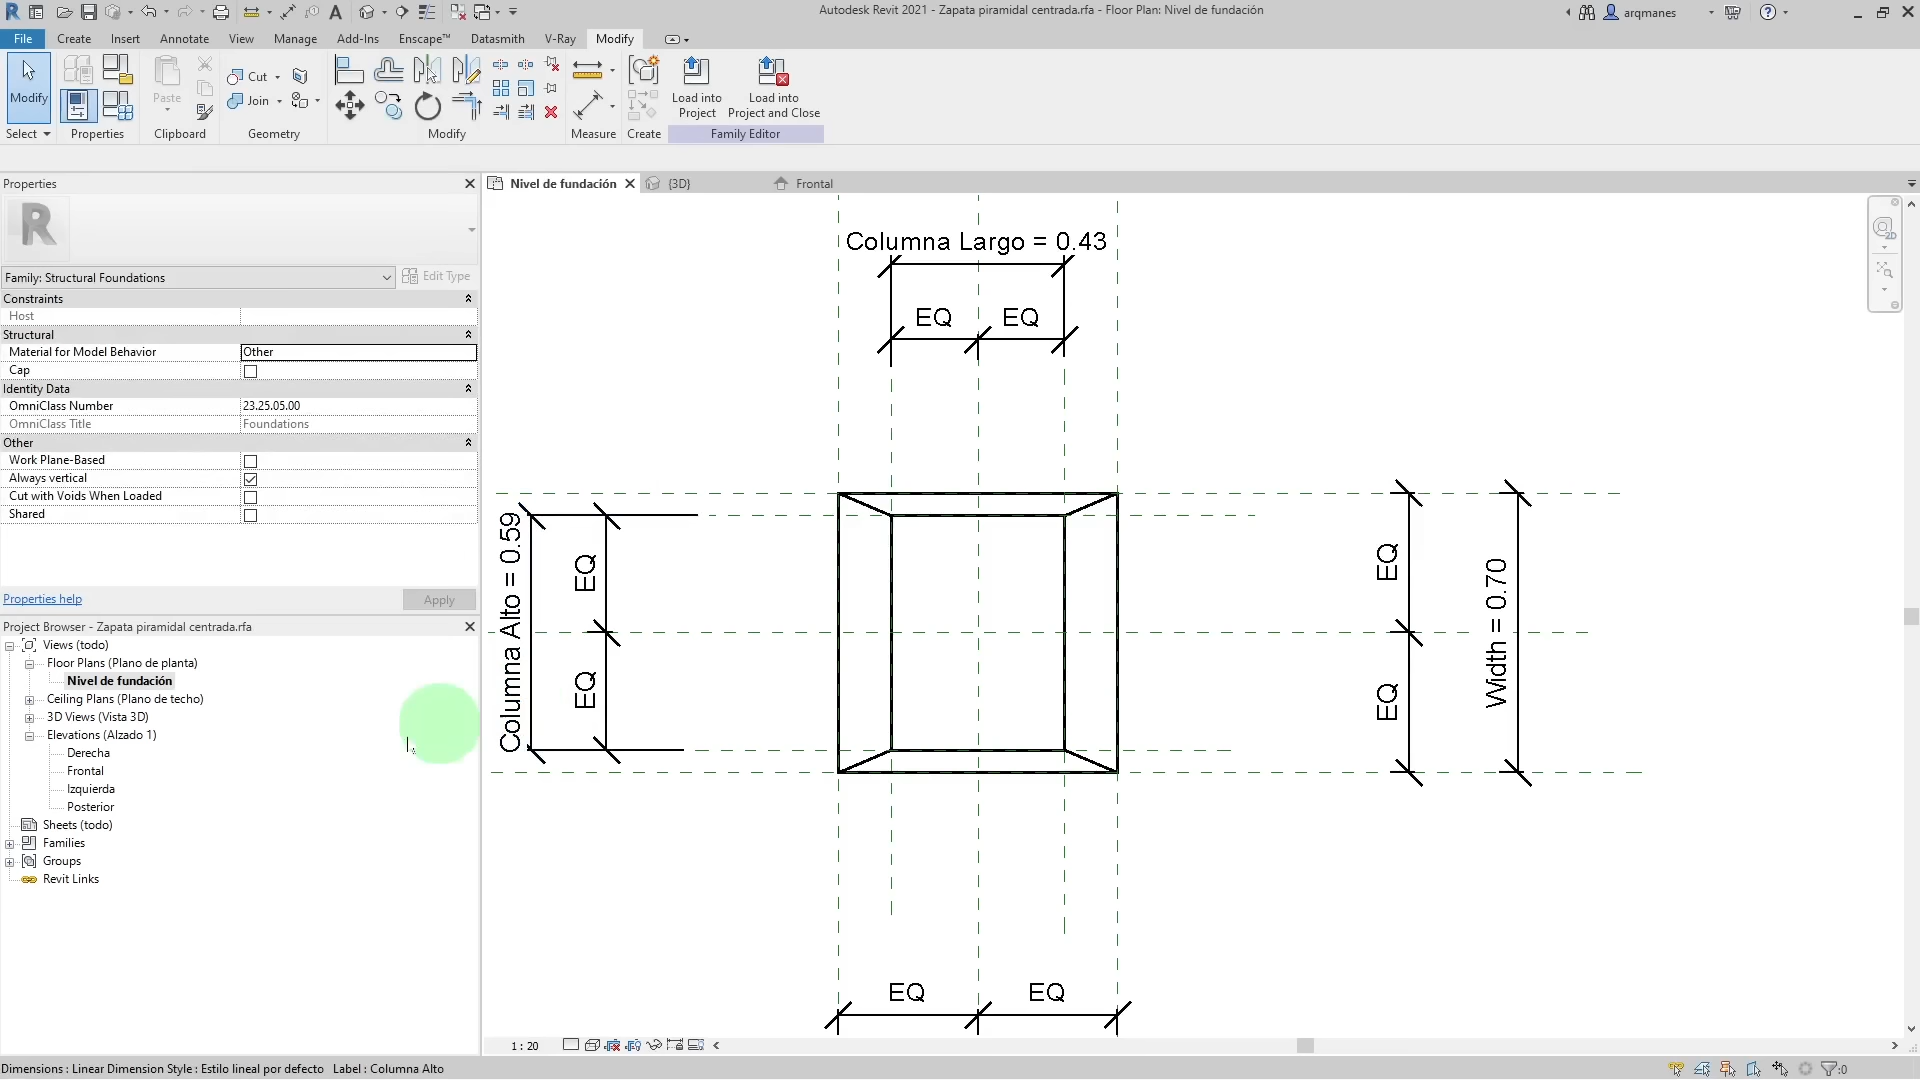 Autodesk Revit 2021 - Zapata piramidal centrada.rfa - Floor Plan: Nivel de fundación
arqmanes
File Create Insert Annotate View Manage Add-Ins Enscape™ Datasmith V-Ray Modify
Modify
Paste
Cut
Join
Load into Project
Load into Project and Close
Select Properties Clipboard Geometry Modify Measure Create Family Editor
Properties
R
Family: Structural Foundations
Edit Type
Constraints
Host
Structural
Material for Model Behavior Other
Cap
Identity Data
OmniClass Number 23.25.05.00
OmniClass Title Foundations
Other
Work Plane-Based
Always vertical
Cut with Voids When Loaded
Shared
Properties help
Apply
Project Browser - Zapata piramidal centrada.rfa
Views (todo)
Floor Plans (Plano de planta)
Nivel de fundación
Ceiling Plans (Plano de techo)
3D Views (Vista 3D)
Elevations (Alzado 1)
Derecha
Frontal
Izquierda
Posterior
Sheets (todo)
Families
Groups
Revit Links
Nivel de fundación
{3D}
Frontal
2D
Columna Largo = 0.43
EQ EQ
Columna Alto = 0.59
EQ
EQ
EQ
EQ
Width = 0.70
EQ EQ
1 : 20
Dimensions : Linear Dimension Style : Estilo lineal por defecto Label : Columna Alto
:0